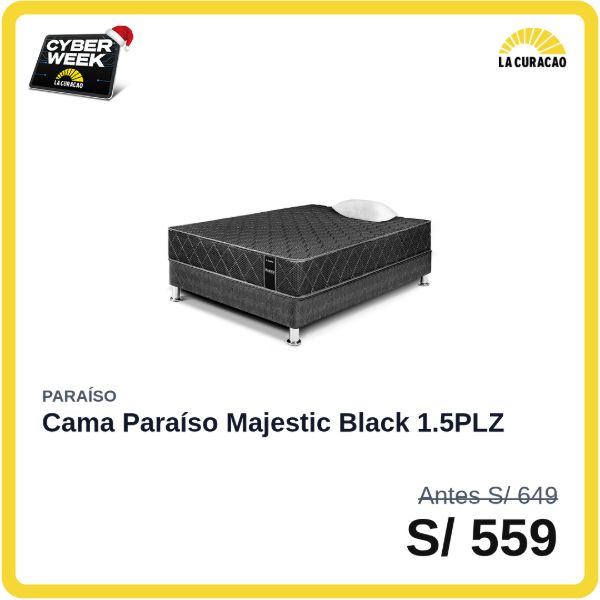 CYBER
WEEK
LA CURACAO
LA CURACAO
PARAÍSO
Cama Paraíso Majestic Black 1.5PLZ
Antes S/ 649
S/ 559